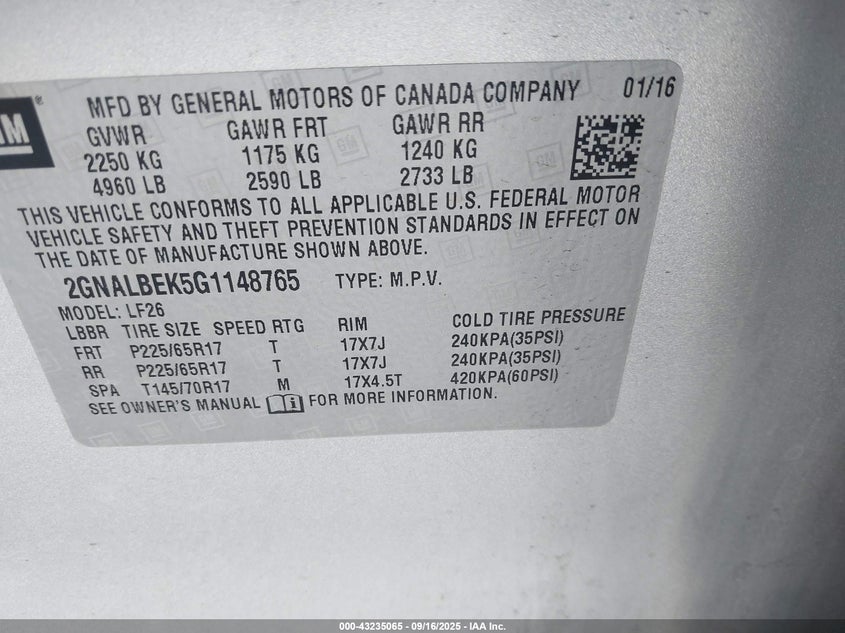 GM®
MFD BY GENERAL MOTORS OF CANADA COMPANY 01/16
GVWR GAWR FRT GAWR RR
2250 KG 1175 KG 1240 KG
4960 LB 2590 LB 2733 LB
THIS VEHICLE CONFORMS TO ALL APPLICABLE U.S. FEDERAL MOTOR
VEHICLE SAFETY AND THEFT PREVENTION STANDARDS IN EFFECT ON
THE DATE OF MANUFACTURE SHOWN ABOVE.
2GNALBEK5G1148765 TYPE: M.P.V.
MODEL: LF26
LBBR TIRE SIZE SPEED RTG RIM COLD TIRE PRESSURE
FRT P225/65R17 T 17X7J 240KPA(35PSI)
RR P225/65R17 T 17X7J 240KPA(35PSI)
SPA T145/70R17 M 17X4.5T 420KPA(60PSI)
SEE OWNER'S MANUAL FOR MORE INFORMATION.
000-43235065 - 09/16/2025 - IAA Inc.